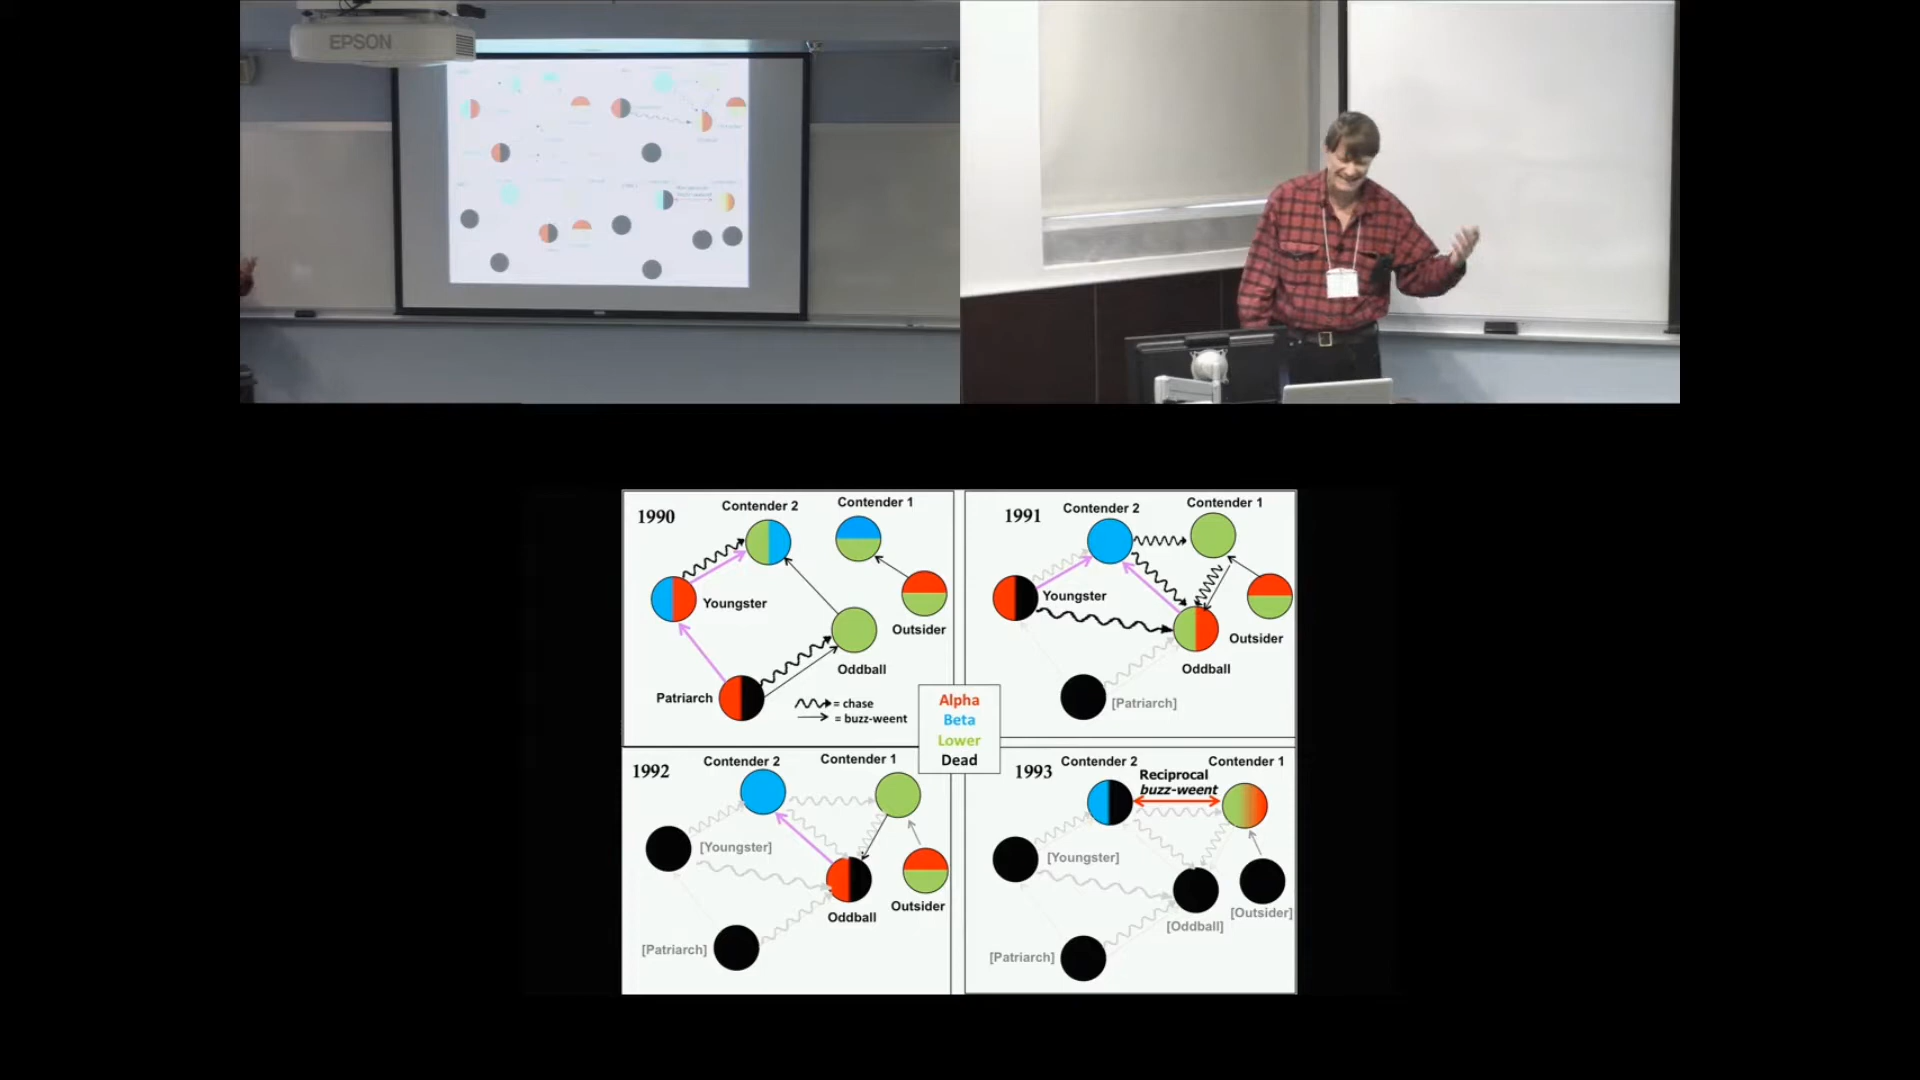 EPSON
1990
Contender 2
Contender 1
Youngster
Outsider
Oddball
Patriarch
= chase
= buzz-weent
1991
Contender 2
Contender 1
Youngster
Outsider
Oddball
[Patriarch]
Alpha
Beta
Lower
Dead
1992
Contender 2
Contender 1
[Youngster]
Outsider
Oddball
[Patriarch]
1993
Contender 2
Contender 1
Reciprocal
buzz-weent
[Youngster]
[Outsider]
[Oddball]
[Patriarch]